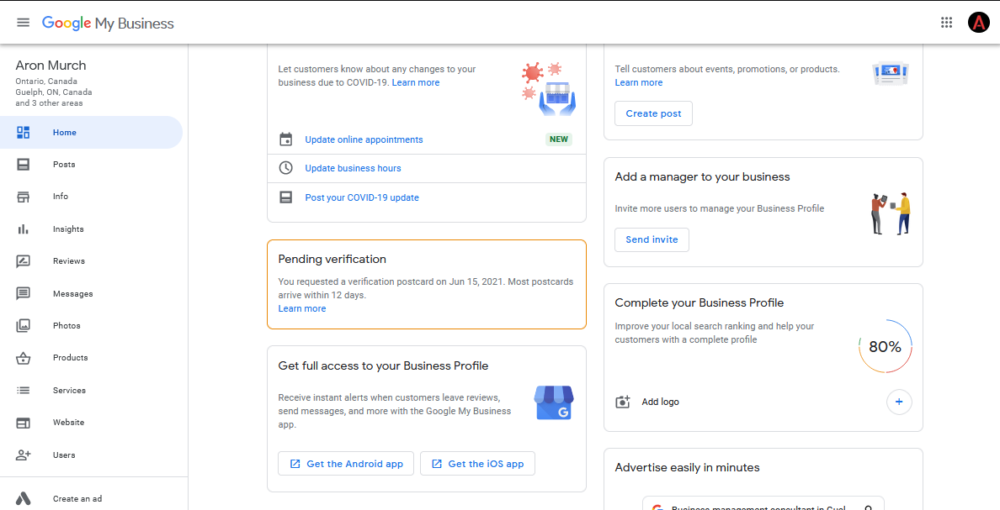 Google My Business
Aron Murch
Ontario, Canada
Guelph, ON, Canada
and 3 other areas
Home
Posts
Info
Insights
Reviews
Messages
Photos
Products
Services
Website
Users
Create an ad
Let customers know about any changes to your
business due to COVID-19. Learn more
Update online appointments
NEW
Update business hours
Post your COVID-19 update
Pending verification
You requested a verification postcard on Jun 15, 2021. Most postcards
arrive within 12 days.
Learn more
Get full access to your Business Profile
Receive instant alerts when customers leave reviews,
send messages, and more with the Google My Business
app.
G
Get the Android app
Get the iOS app
Tell customers about events, promotions, or products.
Learn more
Create post
Add a manager to your business
Invite more users to manage your Business Profile
Send invite
Complete your Business Profile
Improve your local search ranking and help your
customers with a complete profile
80%
Add logo
Advertise easily in minutes
Business management consultant in Guel